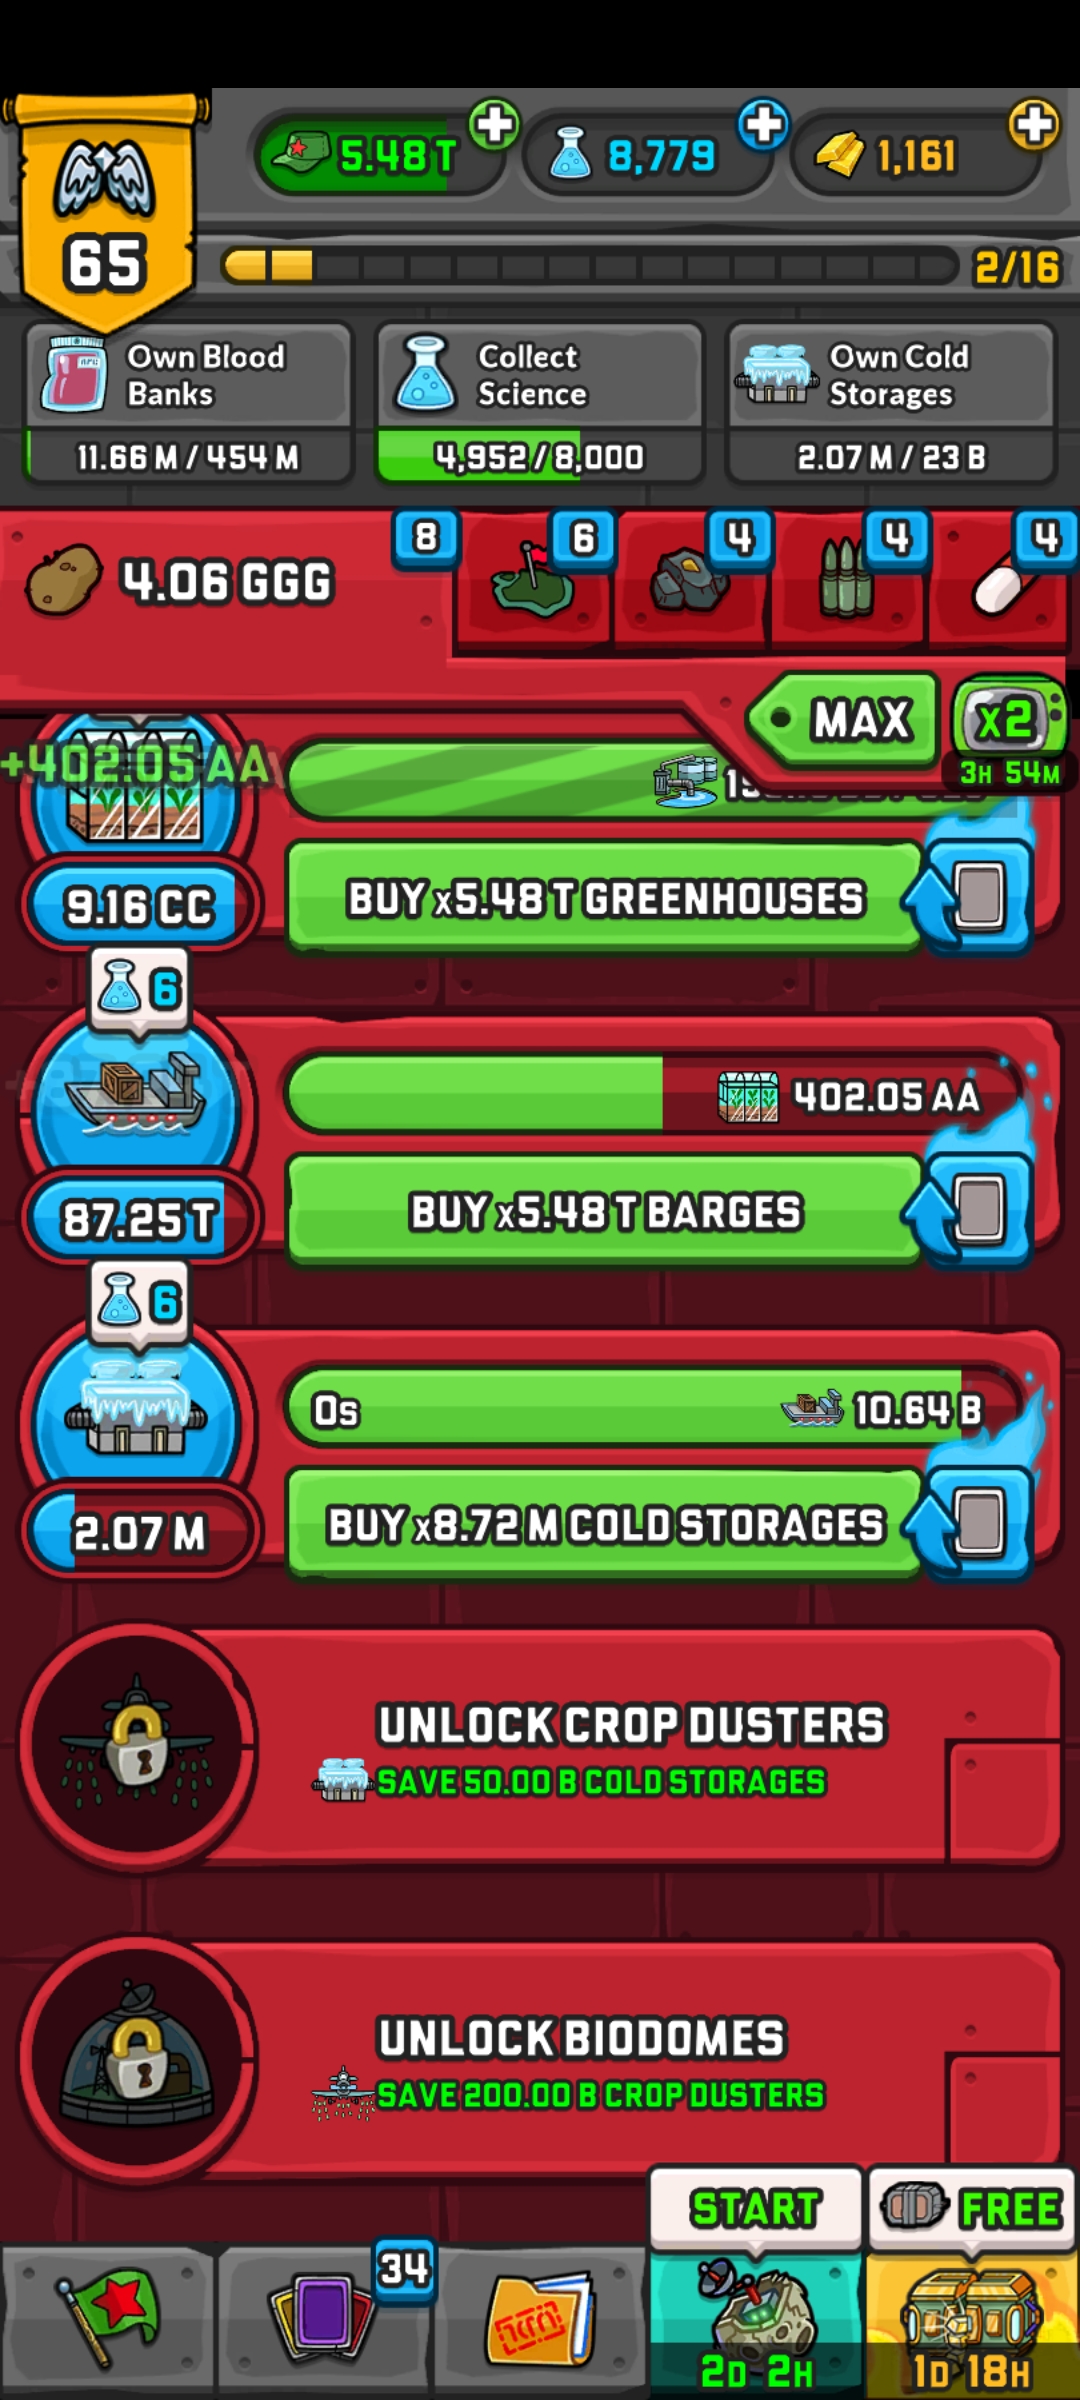 5.48 T
8,779
1,161
65
2/16
Own Blood
Banks
11.66 M / 454 M
Collect
Science
4,952/8,000
Own Cold
Storages
2.07 M / 23 B
4.06 GGG
8
6
4
4
4
MAX
x2
3H 54M
+402.05 AA
9.16 CC
BUY x5.48 T GREENHOUSES
6
402.05 AA
87.25 T
BUY x5.48 T BARGES
6
0s
10.64 B
2.07 M
BUY x8.72 M COLD STORAGES
UNLOCK CROP DUSTERS
SAVE 50.00 B COLD STORAGES
UNLOCK BIODOMES
SAVE 200.00 B CROP DUSTERS
START
FREE
34
2D 2H
1D 18H